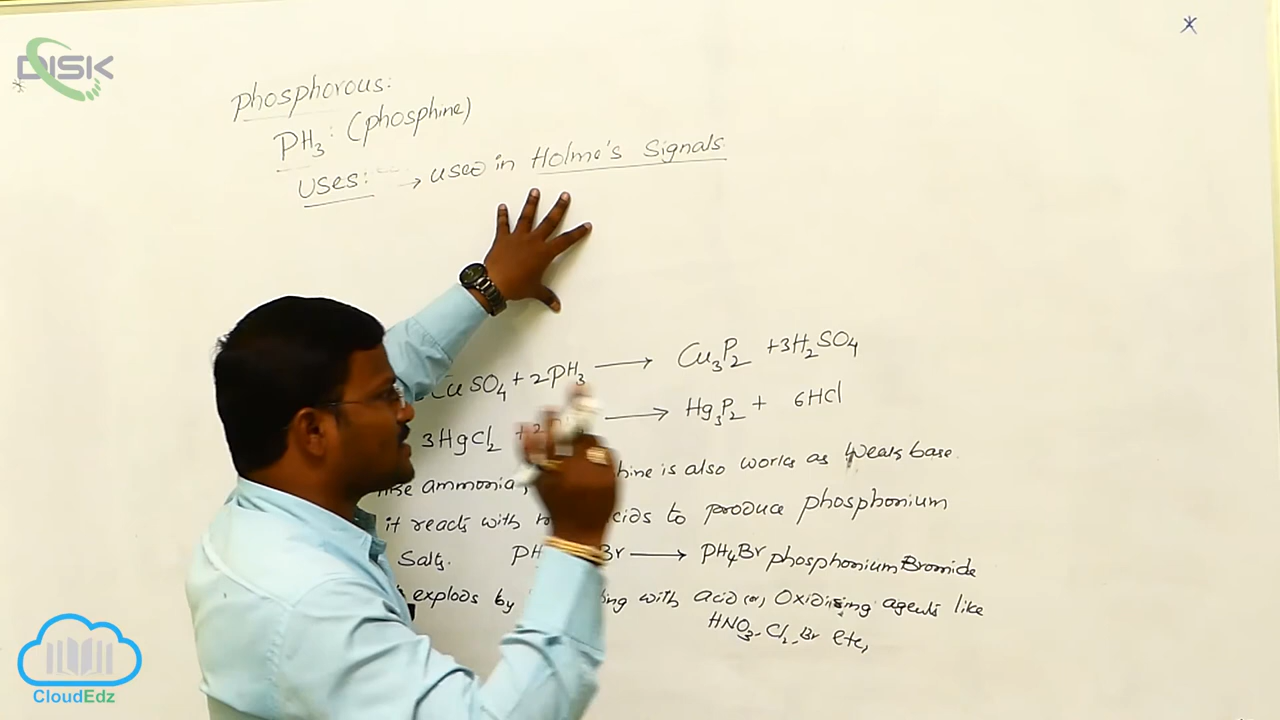 DISK
phosphorous:
PH3: (phosphine)
Uses: → used in Holme's Signals
CuSO4 + 2PH3 → Cu3P2 + 3H2SO4
3HgCl2 + 2 → Hg3P2 + 6HCl
ammonia, is also works as weak base.
it reacts with to produce phosphonium
Salts. PH → PH4Br phosphonium Bromide
explods by with acid (or) Oxidising agents like
HNO3, Cl2, Br etc,
CloudEdz